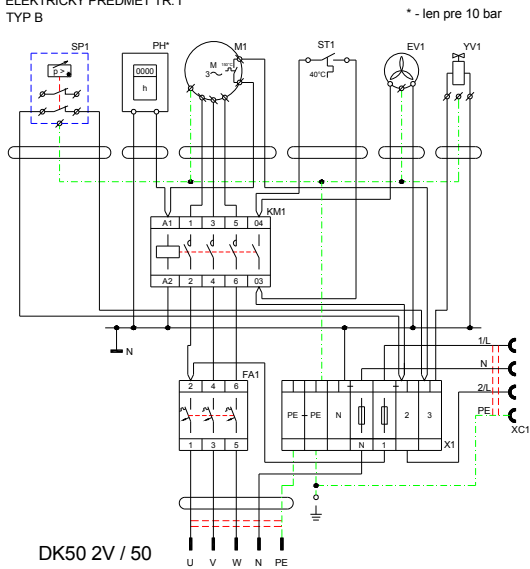 ELEKTRICKÝ PREDMET TR. I
TYP B
* - len pre 10 bar
SP1 PH* M1 ST1 EV1 YV1
p >
0000
h
M
3~
40°C
A1 1 3 5 04
KM1
A2 2 4 6 03
N
1/L
N
2/L
PE
XC1
2 4 6
FA1
1 3 5
PE PE N 2 3
N 1
X1
DK50 2V / 50
U V W N PE